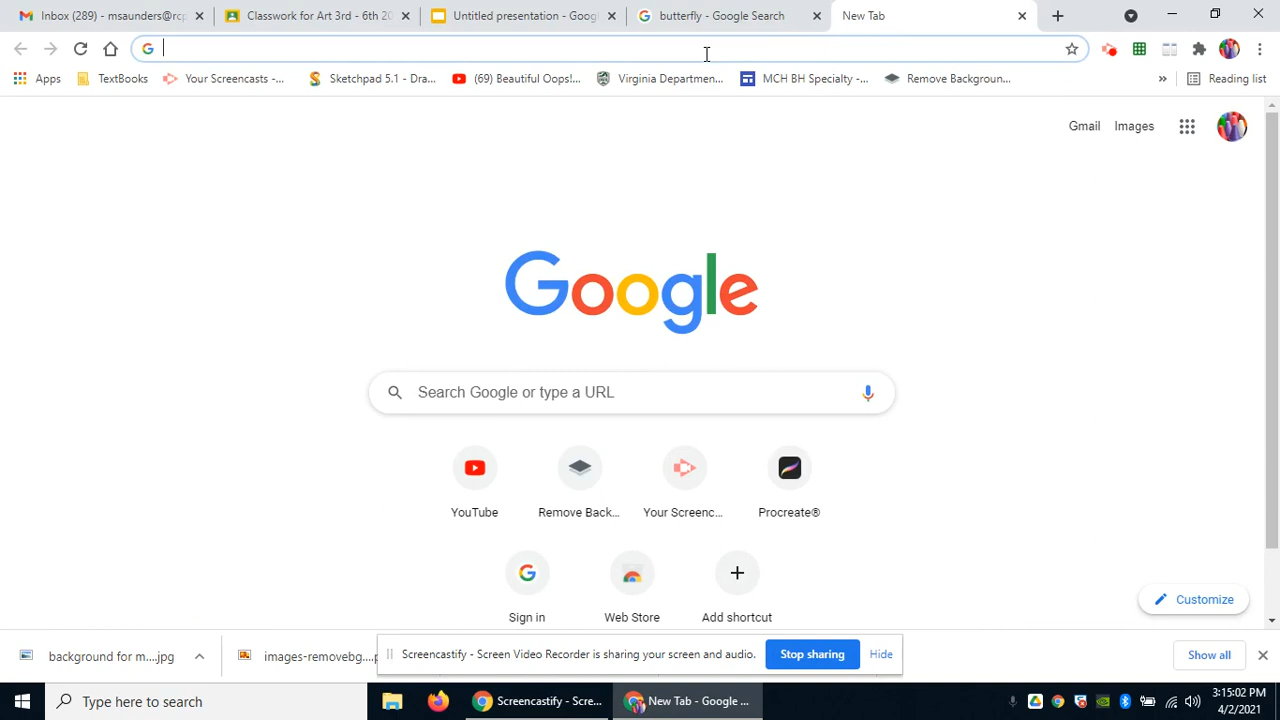 Inbox (289) - msaunders@rcp
Classwork for Art 3rd - 6th 20
Untitled presentation - Goog
butterfly - Google Search
New Tab
Apps
TextBooks
Your Screencasts -...
Sketchpad 5.1 - Dra...
(69) Beautiful Oops!...
Virginia Departmen...
MCH BH Specialty -...
Remove Backgroun...
»
Reading list
Gmail
Images
Google
Search Google or type a URL
YouTube
Remove Back...
Your Screenc...
Procreate®
Sign in
Web Store
Add shortcut
Customize
background for m....jpg
images-removebg....p
Screencastify - Screen Video Recorder is sharing your screen and audio.
Stop sharing
Hide
Show all
Type here to search
Screencastify - Scre...
New Tab - Google ...
3:15:02 PM
4/2/2021